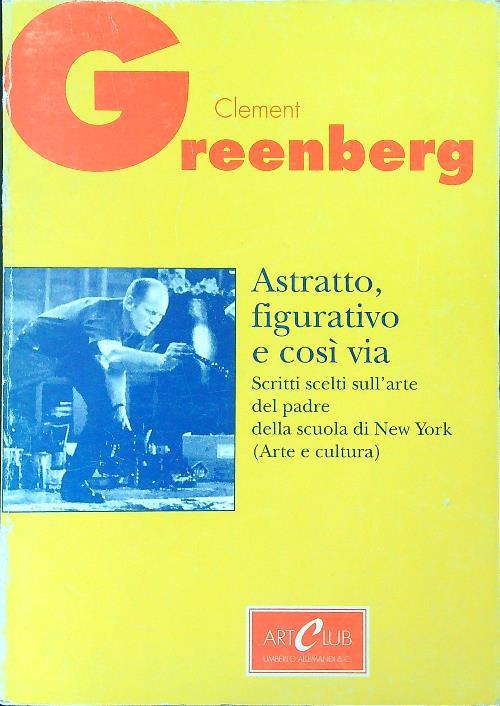 Clement
Greenberg
Astratto,
figurativo
e così via
Scritti scelti sull'arte
del padre
della scuola di New York
(Arte e cultura)
ART CLUB
UMBERTO ALLEMANDI & C.